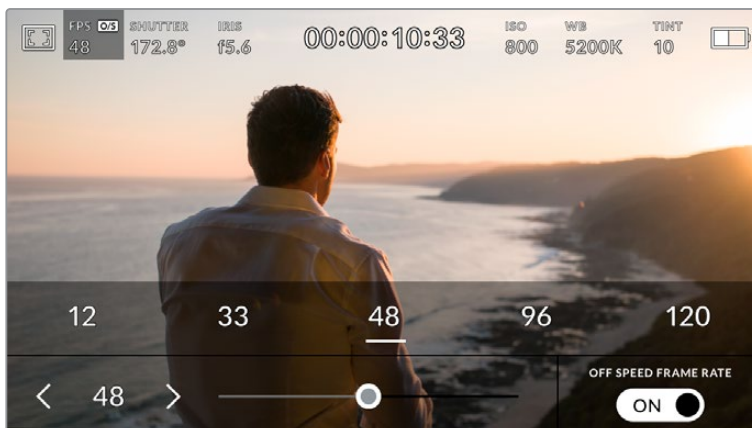 FPS O/S SHUTTER IRIS 00:00:10:33 ISO WB TINT
48 172.8° f5.6 800 5200K 10
12 33 48 96 120
OFF SPEED FRAME RATE
48 ON